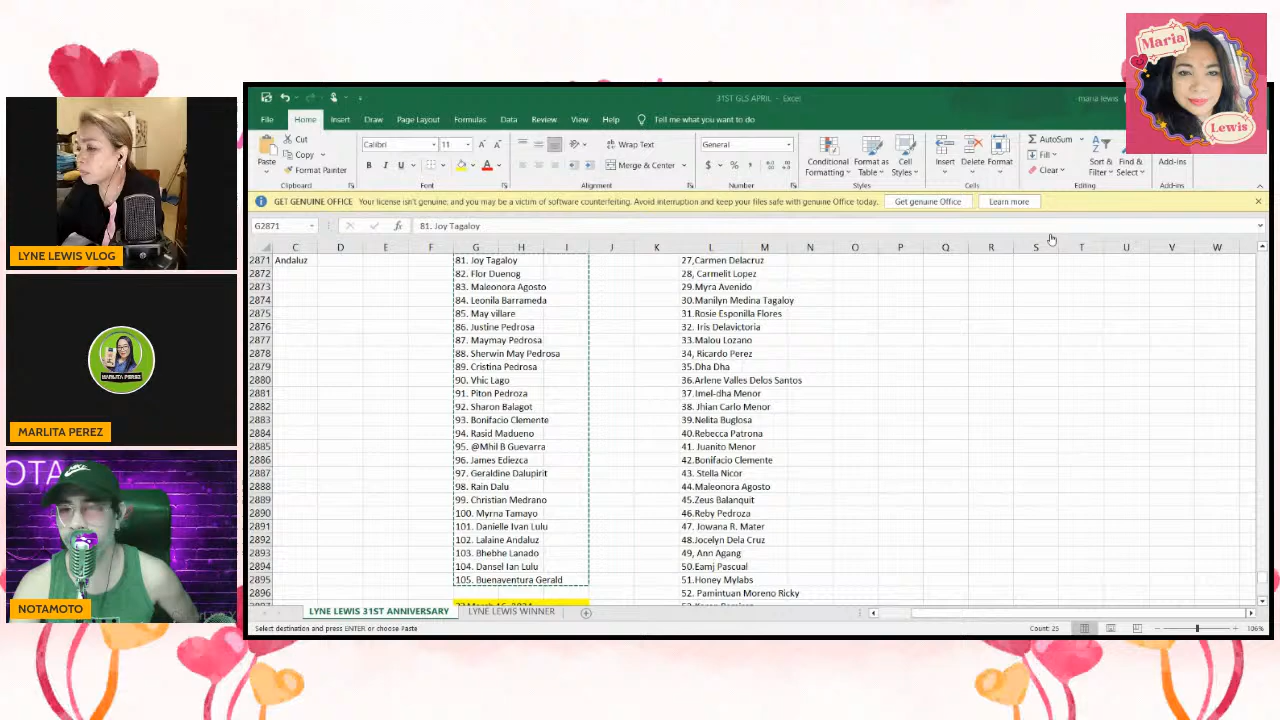 Maria
Lewis
LYNE LEWIS VLOG
MARLITA PEREZ
MARLITA PEREZ
NOTA
NOTAMOTO
31ST GLS APRIL - Excel
maria lewis
File Home Insert Draw Page Layout Formulas Data Review View Help Tell me what you want to do
Paste
Cut
Copy
Format Painter
Clipboard
Calibri 11
B I U
Font
Wrap Text
Merge & Center
Alignment
General
$ % ,
Number
Conditional Formatting
Format as Table
Cell Styles
Styles
Insert Delete Format
Cells
AutoSum
Fill
Clear
Sort & Filter
Find & Select
Editing
Add-ins
Add-ins
GET GENUINE OFFICE Your license isn't genuine, and you may be a victim of software counterfeiting. Avoid interruption and keep your files safe with genuine Office today. Get genuine Office Learn more
G2871 fx 81. Joy Tagaloy
C D E F G H I J K L M N O P Q R S T U V W
2871 Andaluz 81. Joy Tagaloy 27,Carmen Delacruz
2872 82. Flor Duenog 28, Carmelit Lopez
2873 83. Maleonora Agosto 29.Myra Avenido
2874 84. Leonila Barrameda 30.Manilyn Medina Tagaloy
2875 85. May villare 31.Rosie Esponilla Flores
2876 86. Justine Pedrosa 32. Iris Delavictoria
2877 87. Maymay Pedrosa 33.Malou Lozano
2878 88. Sherwin May Pedrosa 34, Ricardo Perez
2879 89. Cristina Pedrosa 35.Dha Dha
2880 90. Vhic Lago 36.Arlene Valles Delos Santos
2881 91. Piton Pedroza 37.Imel-dha Menor
2882 92. Sharon Balagot 38. Jhian Carlo Menor
2883 93. Bonifacio Clemente 39.Nelita Buglosa
2884 94. Rasid Madueno 40.Rebecca Patrona
2885 95. @Mhil B Guevarra 41. Juanito Menor
2886 96. James Ediezca 42.Bonifacio Clemente
2887 97. Geraldine Dalupirit 43. Stella Nicor
2888 98. Rain Dalu 44.Maleonora Agosto
2889 99. Christian Medrano 45.Zeus Balanquit
2890 100. Myrna Tamayo 46.Reby Pedroza
2891 101. Danielle Ivan Lulu 47. Jowana R. Mater
2892 102. Lalaine Andaluz 48.Jocelyn Dela Cruz
2893 103. Bhebhe Lanado 49, Ann Agang
2894 104. Dansel Ian Lulu 50.Eamj Pascual
2895 105. Buenaventura Gerald 51.Honey Mylabs
2896 52. Pamintuan Moreno Ricky
LYNE LEWIS 31ST ANNIVERSARY LYNE LEWIS WINNER
Select destination and press ENTER or choose Paste Count: 25 106%